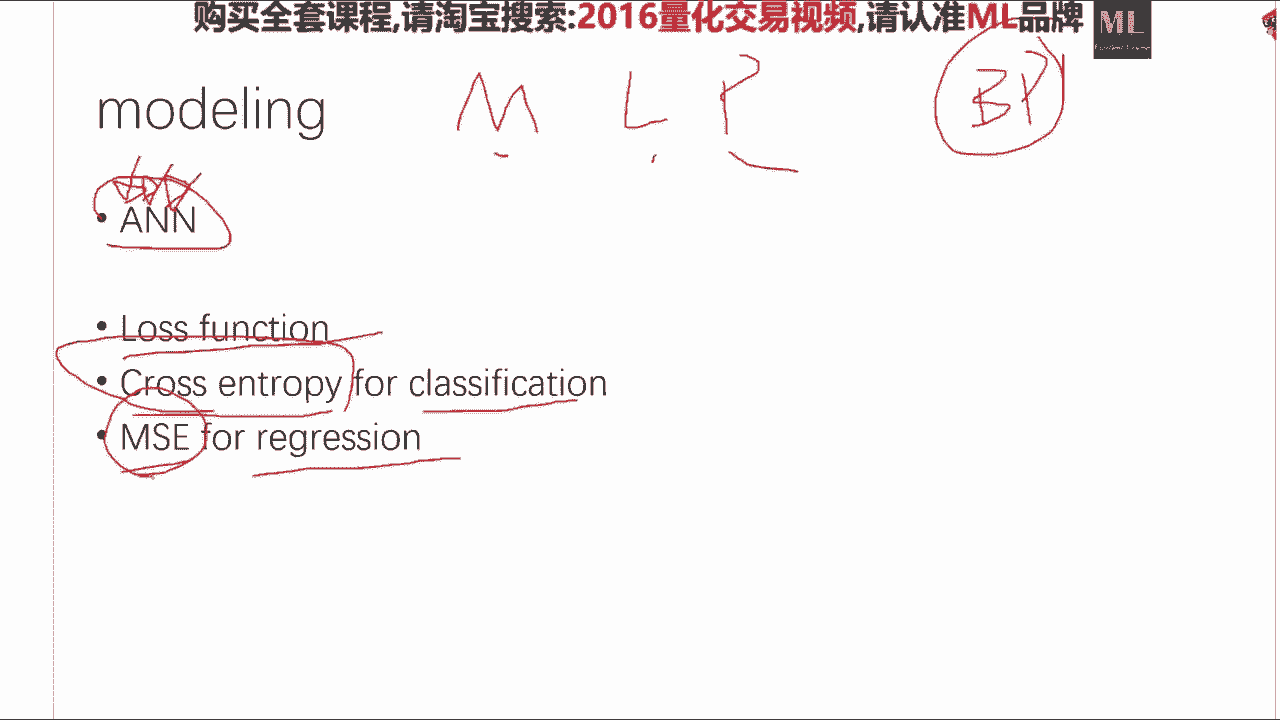 购买全套课程,请淘宝搜索:2016量化交易视频,请认准ML品牌
ML
modeling
M L P
BP
• ANN
• Loss function
• Cross entropy for classification
• MSE for regression